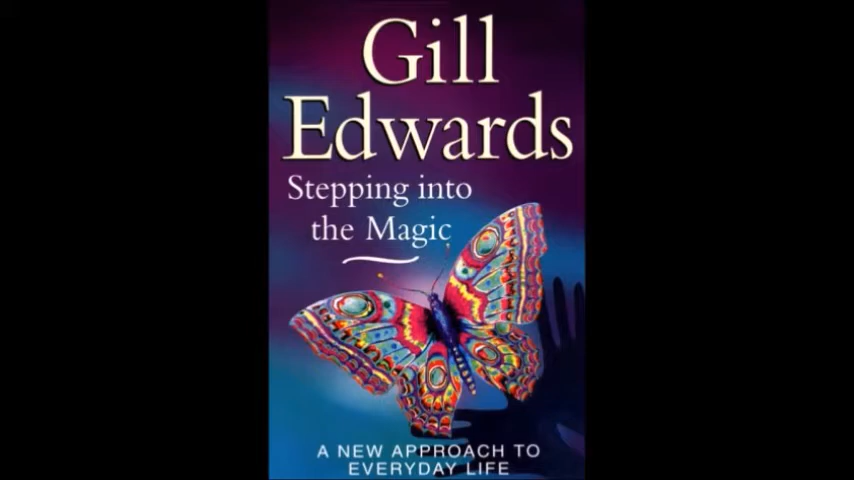 Gill
Edwards
Stepping into
the Magic
A NEW APPROACH TO
EVERYDAY LIFE